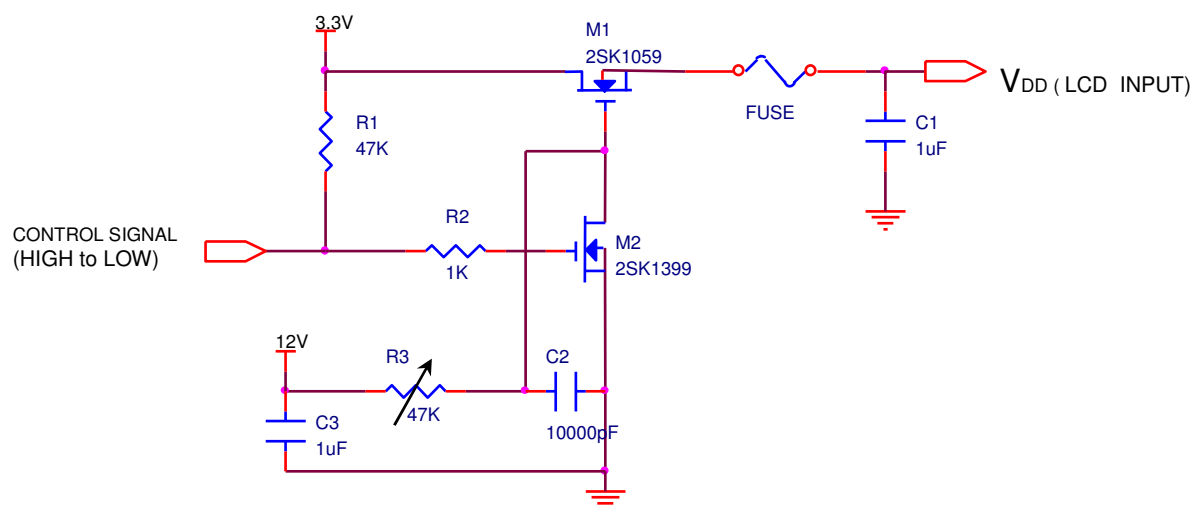 3.3V
M1
2SK1059
FUSE
VDD ( LCD INPUT)
R1
47K
C1
1uF
CONTROL SIGNAL
(HIGH to LOW)
R2
1K
M2
2SK1399
12V
R3
47K
C2
10000pF
C3
1uF